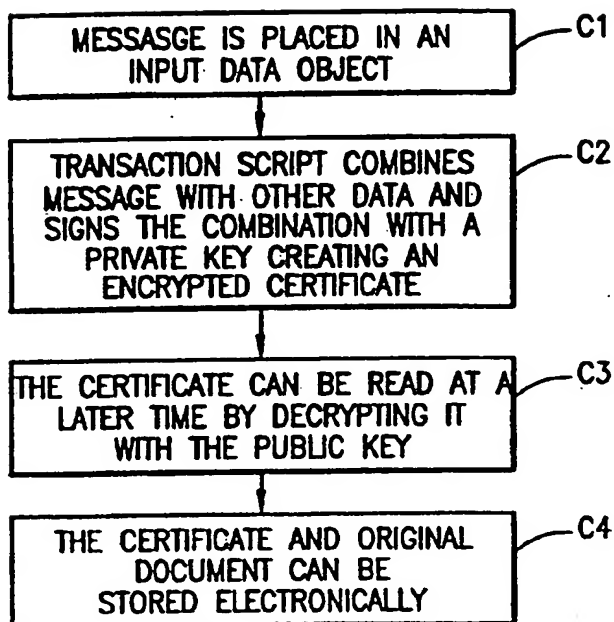 MESSASGE IS PLACED IN AN
INPUT DATA OBJECT
C1
TRANSACTION SCRIPT COMBINES
MESSAGE WITH OTHER DATA AND
SIGNS THE COMBINATION WITH A
PRIVATE KEY CREATING AN
ENCRYPTED CERTIFICATE
C2
THE CERTIFICATE CAN BE READ AT A
LATER TIME BY DECRYPTING IT
WITH THE PUBLIC KEY
C3
THE CERTIFICATE AND ORIGINAL
DOCUMENT CAN BE
STORED ELECTRONICALLY
C4